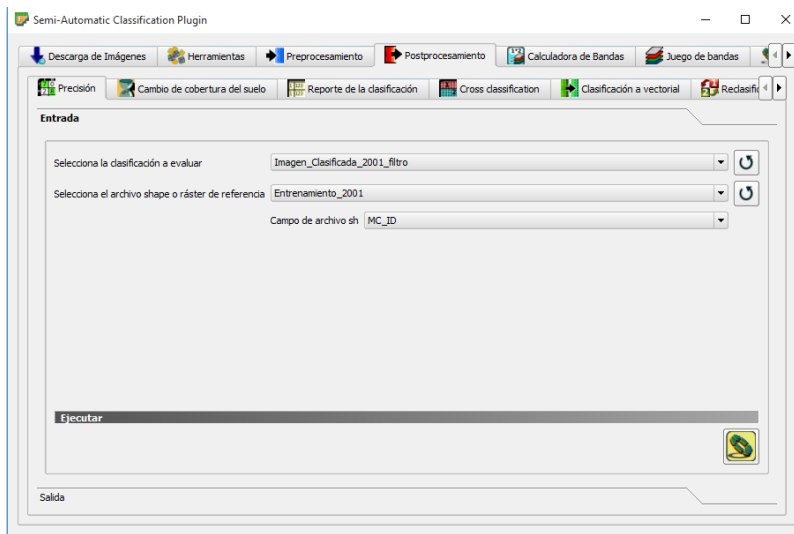 Semi-Automatic Classification Plugin
Descarga de Imágenes Herramientas Preprocesamiento Postprocesamiento Calculadora de Bandas Juego de bandas
Precisión Cambio de cobertura del suelo Reporte de la clasificación Cross classification Clasificación a vectorial Reclasific
Entrada
Selecciona la clasificación a evaluar Imagen_Clasificada_2001_filtro
Selecciona el archivo shape o ráster de referencia Entrenamiento_2001
Campo de archivo sh MC_ID
Ejecutar
Salida